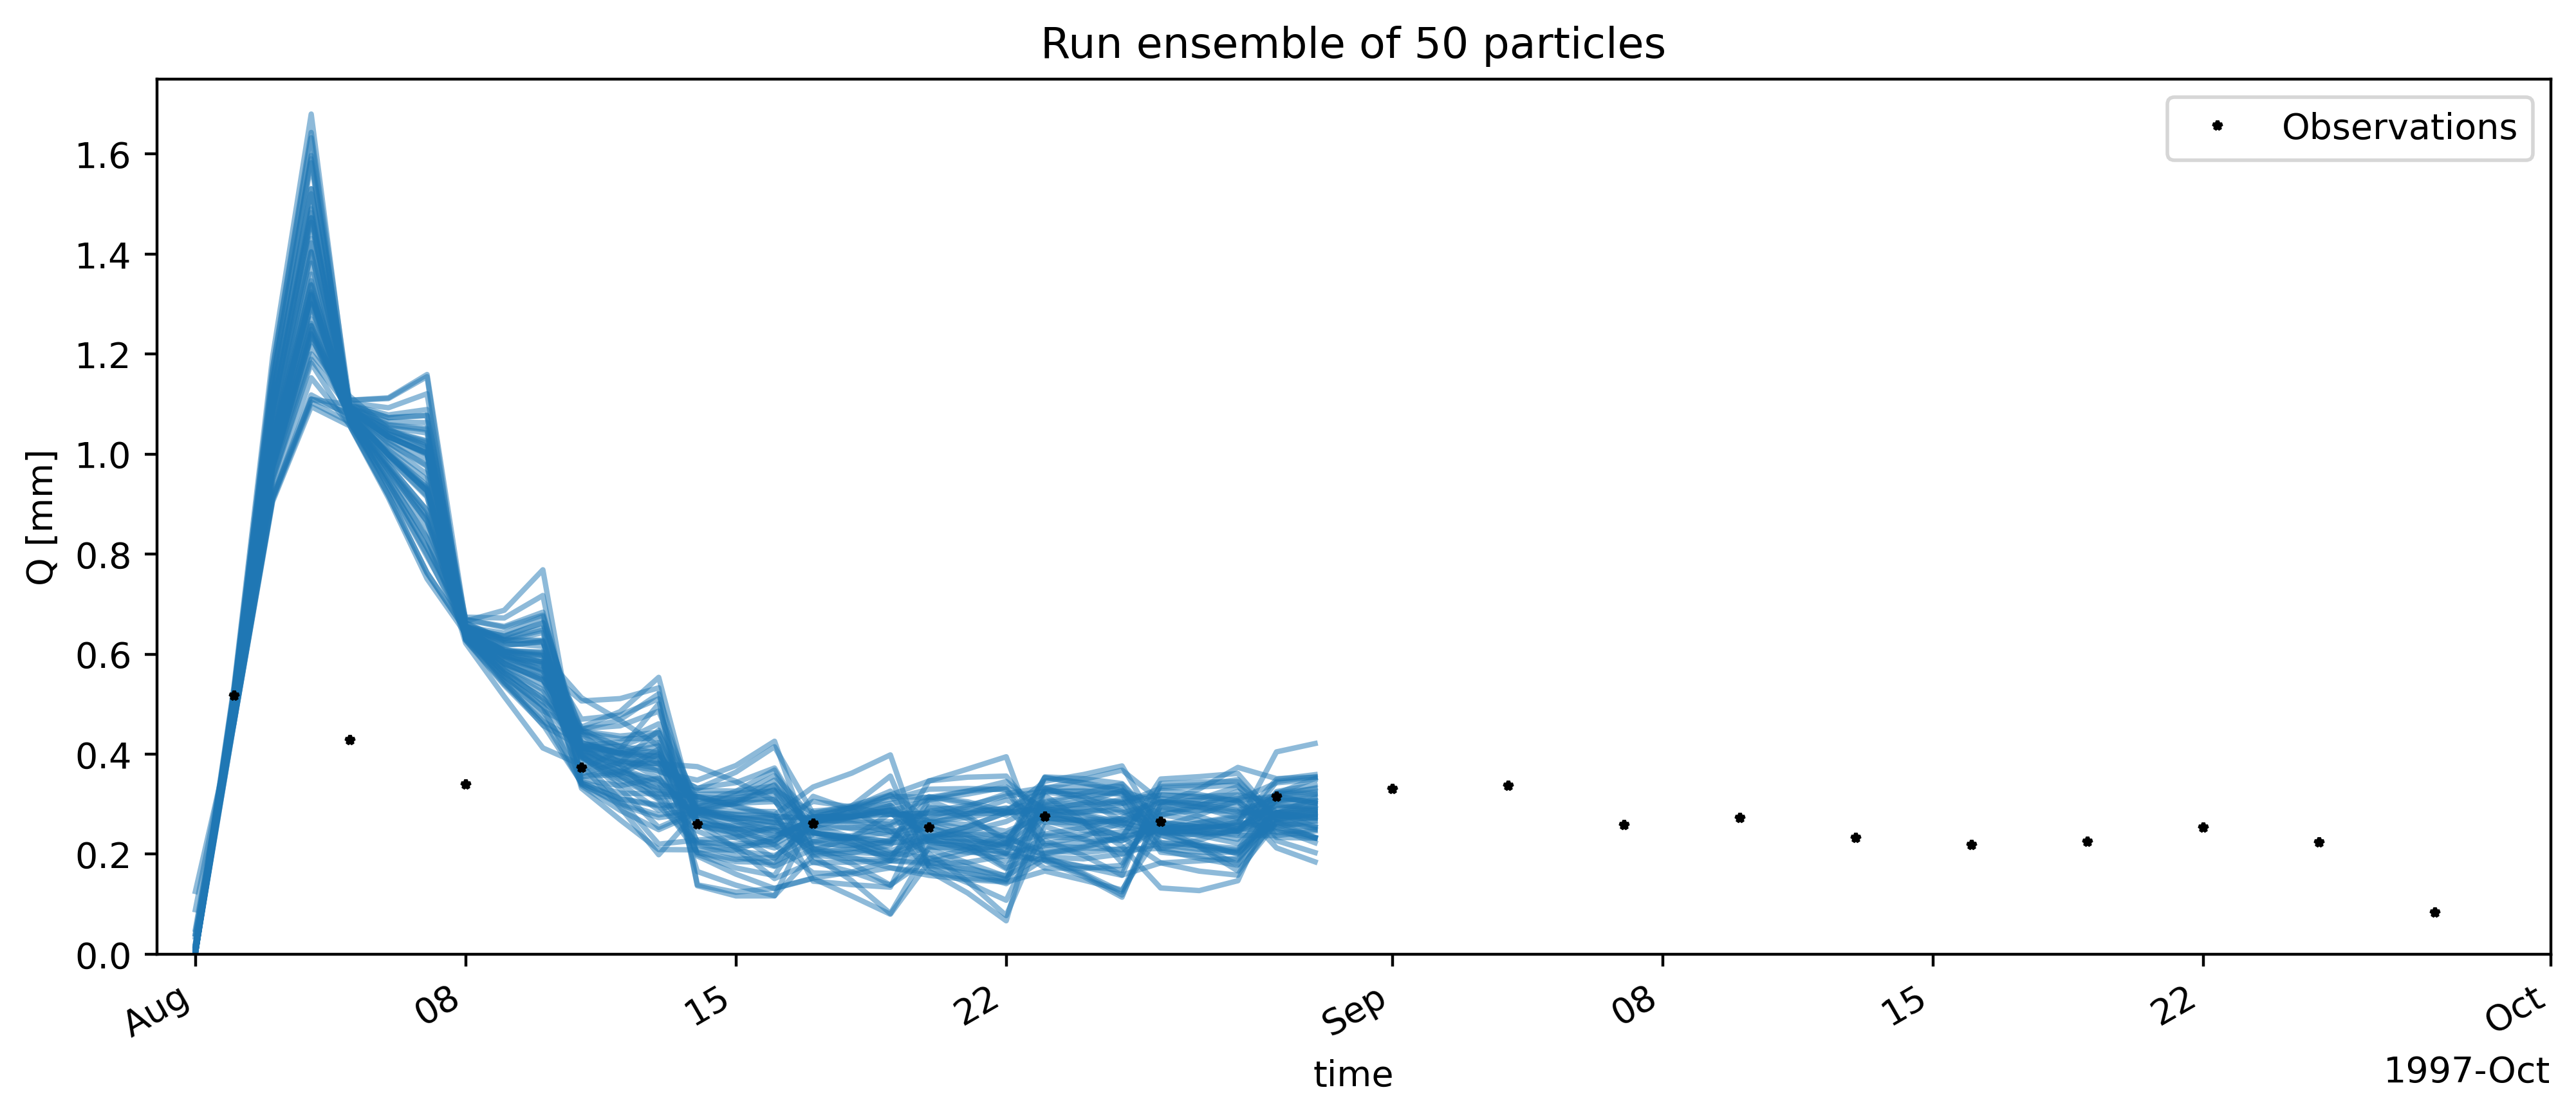 Run ensemble of 50 particles
Observations
Q [mm]
1.6
1.4
1.2
1.0
0.8
0.6
0.4
0.2
0.0
Aug
08
15
22
Sep
08
15
22
Oct
time
1997-Oct